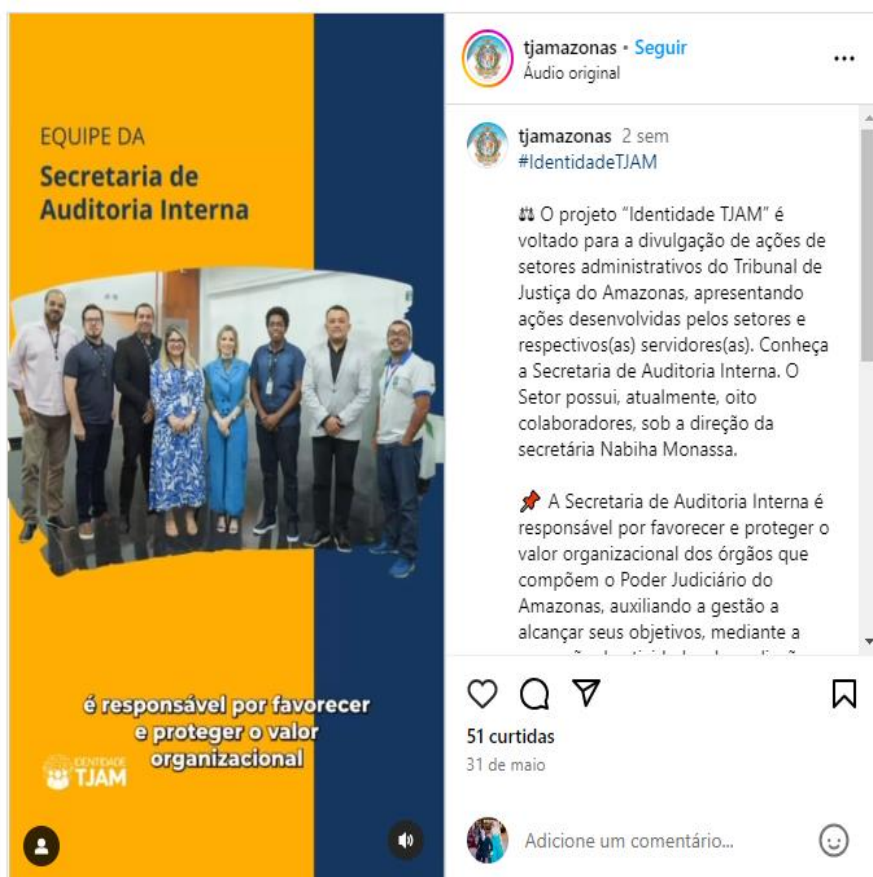 EQUIPE DA
Secretaria de
Auditoria Interna
é responsável por favorecer
e proteger o valor
organizacional
IDENTIDADE
TJAM
tjamazonas • Seguir
Áudio original
tjamazonas 2 sem
#IdentidadeTJAM
O projeto “Identidade TJAM” é
voltado para a divulgação de ações de
setores administrativos do Tribunal de
Justiça do Amazonas, apresentando
ações desenvolvidas pelos setores e
respectivos(as) servidores(as). Conheça
a Secretaria de Auditoria Interna. O
Setor possui, atualmente, oito
colaboradores, sob a direção da
secretária Nabiha Monassa.
A Secretaria de Auditoria Interna é
responsável por favorecer e proteger o
valor organizacional dos órgãos que
compõem o Poder Judiciário do
Amazonas, auxiliando a gestão a
alcançar seus objetivos, mediante a
51 curtidas
31 de maio
Adicione um comentário...